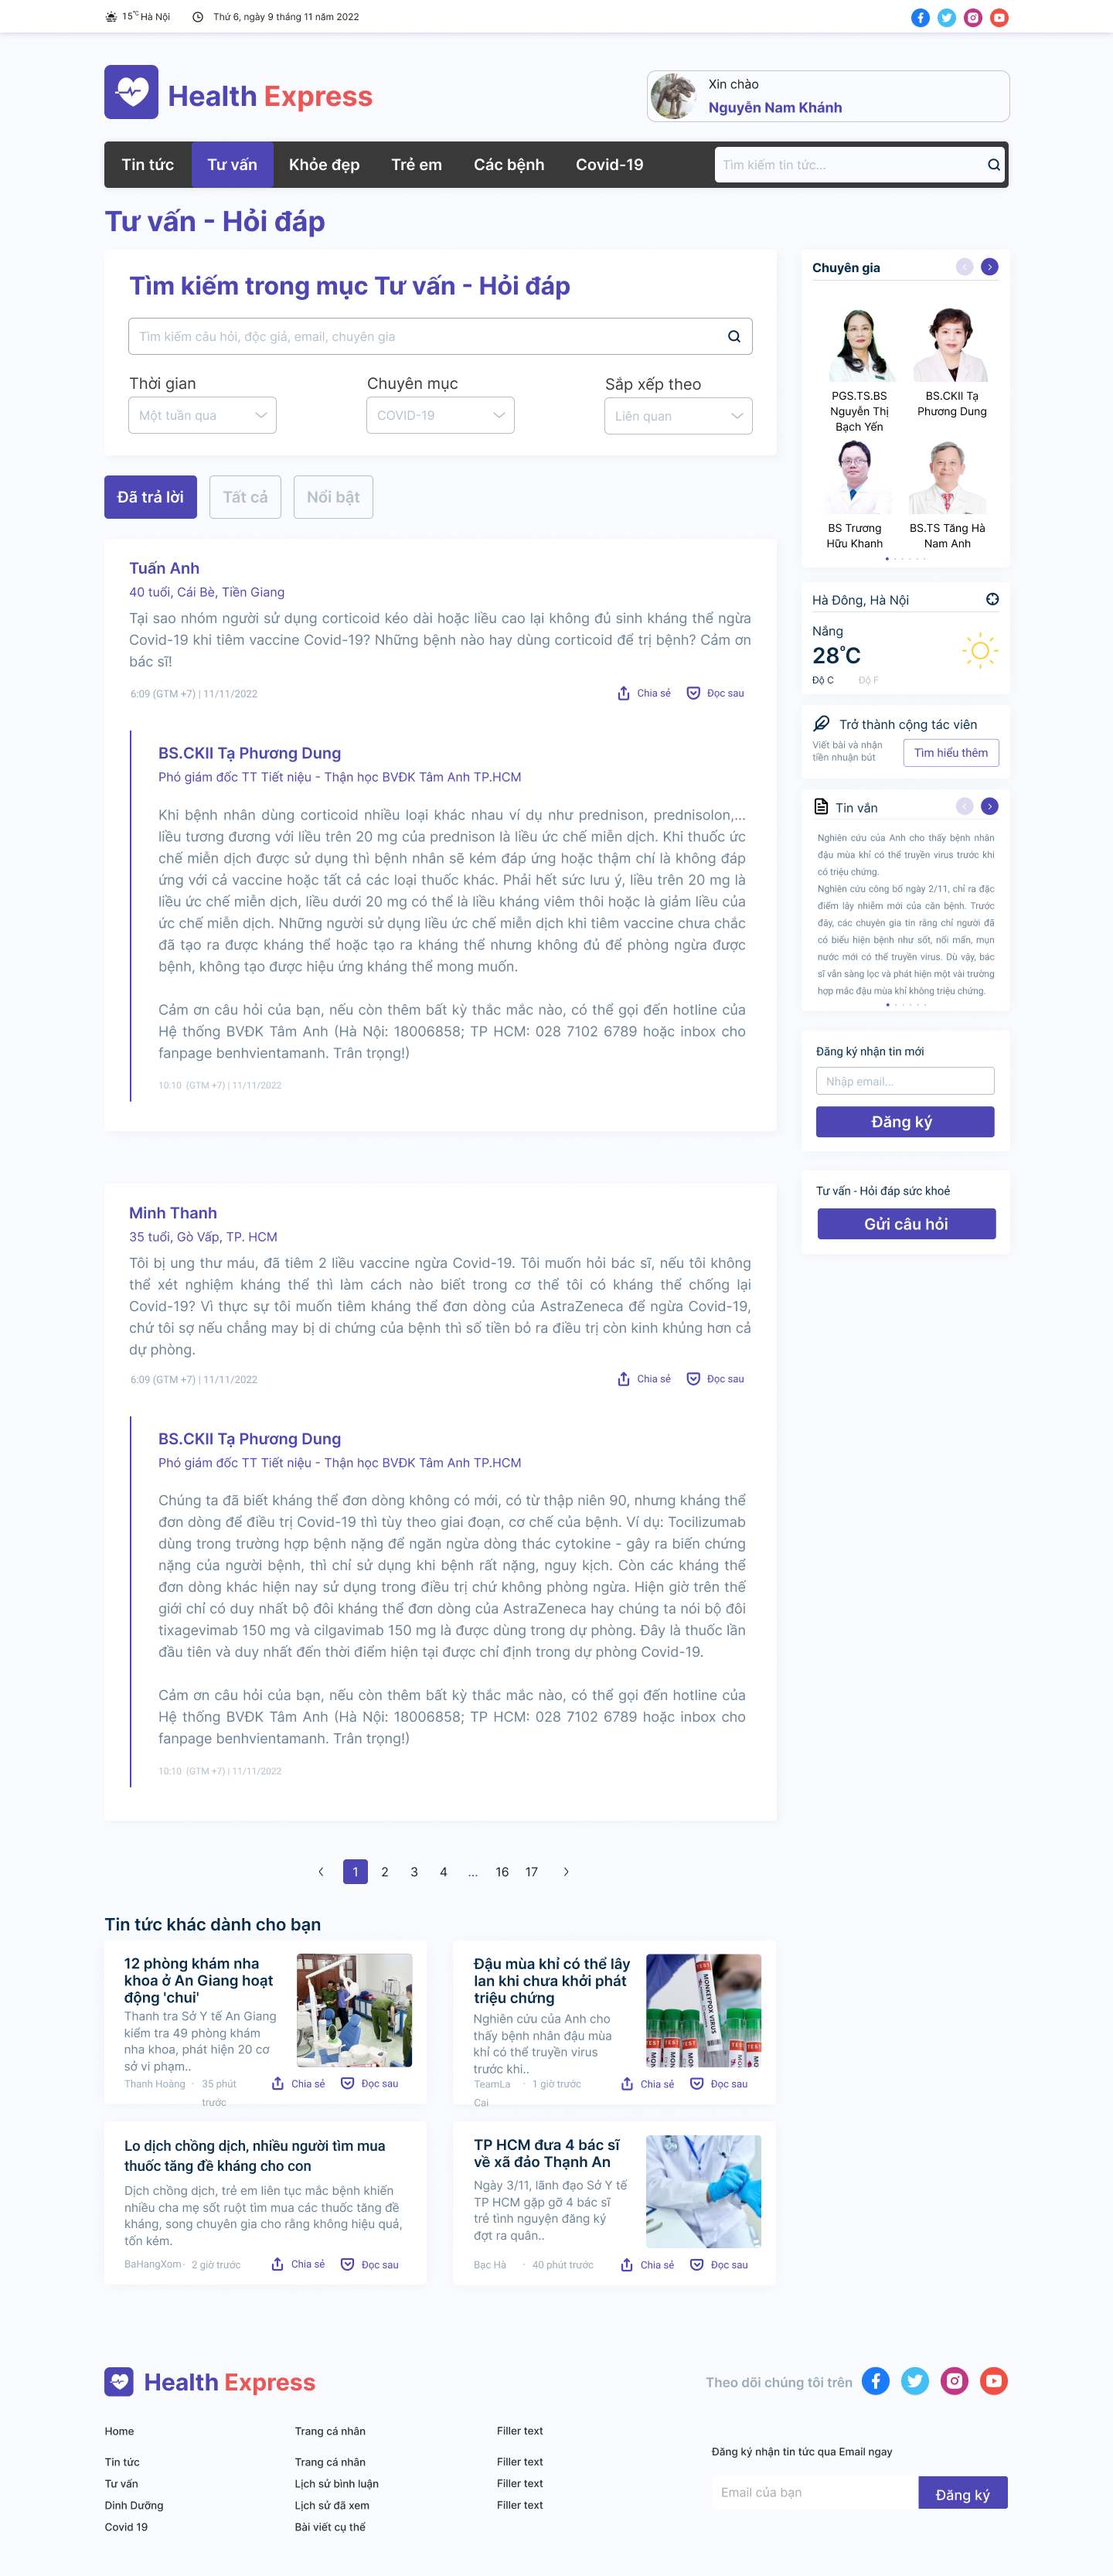 15°C Hà Nội
Thứ 6, ngày 9 tháng 11 năm 2022
Health Express
Xin chào
Nguyễn Nam Khánh
Tin tức
Tư vấn
Khỏe đẹp
Trẻ em
Các bệnh
Covid-19
Tìm kiếm tin tức...
Tư vấn - Hỏi đáp
Tìm kiếm trong mục Tư vấn - Hỏi đáp
Tìm kiếm câu hỏi, độc giả, email, chuyên gia
Thời gian
Chuyên mục
Sắp xếp theo
Một tuần qua
COVID-19
Liên quan
Đã trả lời
Tất cả
Nổi bật
Tuấn Anh
40 tuổi, Cái Bè, Tiền Giang
Tại sao nhóm người sử dụng corticoid kéo dài hoặc liều cao lại không đủ sinh kháng thể ngừa
Covid-19 khi tiêm vaccine Covid-19? Những bệnh nào hay dùng corticoid để trị bệnh? Cảm ơn
bác sĩ!
6:09 (GTM +7) | 11/11/2022
Chia sẻ
Đọc sau
BS.CKII Tạ Phương Dung
Phó giám đốc TT Tiết niệu - Thận học BVĐK Tâm Anh TP.HCM
Khi bệnh nhân dùng corticoid nhiều loại khác nhau ví dụ như prednison, prednisolon,...
liều tương đương với liều trên 20 mg của prednison là liều ức chế miễn dịch. Khi thuốc ức
chế miễn dịch được sử dụng thì bệnh nhân sẽ kém đáp ứng hoặc thậm chí là không đáp
ứng với cả vaccine hoặc tất cả các loại thuốc khác. Phải hết sức lưu ý, liều trên 20 mg là
liều ức chế miễn dịch, liều dưới 20 mg có thể là liều kháng viêm thôi hoặc là giảm liều của
ức chế miễn dịch. Những người sử dụng liều ức chế miễn dịch khi tiêm vaccine chưa chắc
đã tạo ra được kháng thể hoặc tạo ra kháng thể nhưng không đủ để phòng ngừa được
bệnh, không tạo được hiệu ứng kháng thể mong muốn.
Cảm ơn câu hỏi của bạn, nếu còn thêm bất kỳ thắc mắc nào, có thể gọi đến hotline của
Hệ thống BVĐK Tâm Anh (Hà Nội: 18006858; TP HCM: 028 7102 6789 hoặc inbox cho
fanpage benhvientamanh. Trân trọng!)
10:10 (GTM +7) | 11/11/2022
Minh Thanh
35 tuổi, Gò Vấp, TP. HCM
Tôi bị ung thư máu, đã tiêm 2 liều vaccine ngừa Covid-19. Tôi muốn hỏi bác sĩ, nếu tôi không
thể xét nghiệm kháng thể thì làm cách nào biết trong cơ thể tôi có kháng thể chống lại
Covid-19? Vì thực sự tôi muốn tiêm kháng thể đơn dòng của AstraZeneca để ngừa Covid-19,
chứ tôi sợ nếu chẳng may bị di chứng của bệnh thì số tiền bỏ ra điều trị còn kinh khủng hơn cả
dự phòng.
6:09 (GTM +7) | 11/11/2022
Chia sẻ
Đọc sau
BS.CKII Tạ Phương Dung
Phó giám đốc TT Tiết niệu - Thận học BVĐK Tâm Anh TP.HCM
Chúng ta đã biết kháng thể đơn dòng không có mới, có từ thập niên 90, nhưng kháng thể
đơn dòng để điều trị Covid-19 thì tùy theo giai đoạn, cơ chế của bệnh. Ví dụ: Tocilizumab
dùng trong trường hợp bệnh nặng để ngăn ngừa dòng thác cytokine - gây ra biến chứng
nặng của người bệnh, thì chỉ sử dụng khi bệnh rất nặng, nguy kịch. Còn các kháng thể
đơn dòng khác hiện nay sử dụng trong điều trị chứ không phòng ngừa. Hiện giờ trên thế
giới chỉ có duy nhất bộ đôi kháng thể đơn dòng của AstraZeneca hay chúng ta nói bộ đôi
tixagevimab 150 mg và cilgavimab 150 mg là được dùng trong dự phòng. Đây là thuốc lần
đầu tiên và duy nhất đến thời điểm hiện tại được chỉ định trong dự phòng Covid-19.
Cảm ơn câu hỏi của bạn, nếu còn thêm bất kỳ thắc mắc nào, có thể gọi đến hotline của
Hệ thống BVĐK Tâm Anh (Hà Nội: 18006858; TP HCM: 028 7102 6789 hoặc inbox cho
fanpage benhvientamanh. Trân trọng!)
10:10 (GTM +7) | 11/11/2022
1 2 3 4 ... 16 17
Chuyên gia
PGS.TS.BS
Nguyễn Thị
Bạch Yến
BS.CKII Tạ
Phương Dung
BS Trương
Hữu Khanh
BS.TS Tăng Hà
Nam Anh
Hà Đông, Hà Nội
Nắng
28°C
Độ C
Độ F
Trở thành cộng tác viên
Viết bài và nhận
tiền nhuận bút
Tìm hiểu thêm
Tin vắn
Nghiên cứu của Anh cho thấy bệnh nhân
đậu mùa khỉ có thể truyền virus trước khi
có triệu chứng.
Nghiên cứu công bố ngày 2/11, chỉ ra đặc
điểm lây nhiễm mới của căn bệnh. Trước
đây, các chuyên gia tin rằng chỉ người đã
có biểu hiện bệnh như sốt, nổi mẩn, mụn
nước mới có thể truyền virus. Dù vậy, bác
sĩ vẫn sàng lọc và phát hiện một vài trường
hợp mắc đậu mùa khỉ không triệu chứng.
Đăng ký nhận tin mới
Nhập email...
Đăng ký
Tư vấn - Hỏi đáp sức khoẻ
Gửi câu hỏi
Tin tức khác dành cho bạn
12 phòng khám nha
khoa ở An Giang hoạt
động 'chui'
Thanh tra Sở Y tế An Giang
kiểm tra 49 phòng khám
nha khoa, phát hiện 20 cơ
sở vi phạm..
Thanh Hoàng · 35 phút
trước
Chia sẻ
Đọc sau
Đậu mùa khỉ có thể lây
lan khi chưa khởi phát
triệu chứng
Nghiên cứu của Anh cho
thấy bệnh nhân đậu mùa
khỉ có thể truyền virus
trước khi..
TeamLa · 1 giờ trước
Cai
Chia sẻ
Đọc sau
TEST
MONKEYPOX VIRUS
TEST
TEST
TEST
TEST
Lo dịch chồng dịch, nhiều người tìm mua
thuốc tăng đề kháng cho con
Dịch chồng dịch, trẻ em liên tục mắc bệnh khiến
nhiều cha mẹ sốt ruột tìm mua các thuốc tăng đề
kháng, song chuyên gia cho rằng không hiệu quả,
tốn kém.
BaHangXom · 2 giờ trước
Chia sẻ
Đọc sau
TP HCM đưa 4 bác sĩ
về xã đảo Thạnh An
Ngày 3/11, lãnh đạo Sở Y tế
TP HCM gặp gỡ 4 bác sĩ
trẻ tình nguyện đăng ký
đợt ra quân..
Bạc Hà · 40 phút trước
Chia sẻ
Đọc sau
Health Express
Theo dõi chúng tôi trên
Home
Tin tức
Tư vấn
Dinh Dưỡng
Covid 19
Trang cá nhân
Trang cá nhân
Lịch sử bình luận
Lịch sử đã xem
Bài viết cụ thể
Filler text
Filler text
Filler text
Filler text
Đăng ký nhận tin tức qua Email ngay
Email của bạn
Đăng ký